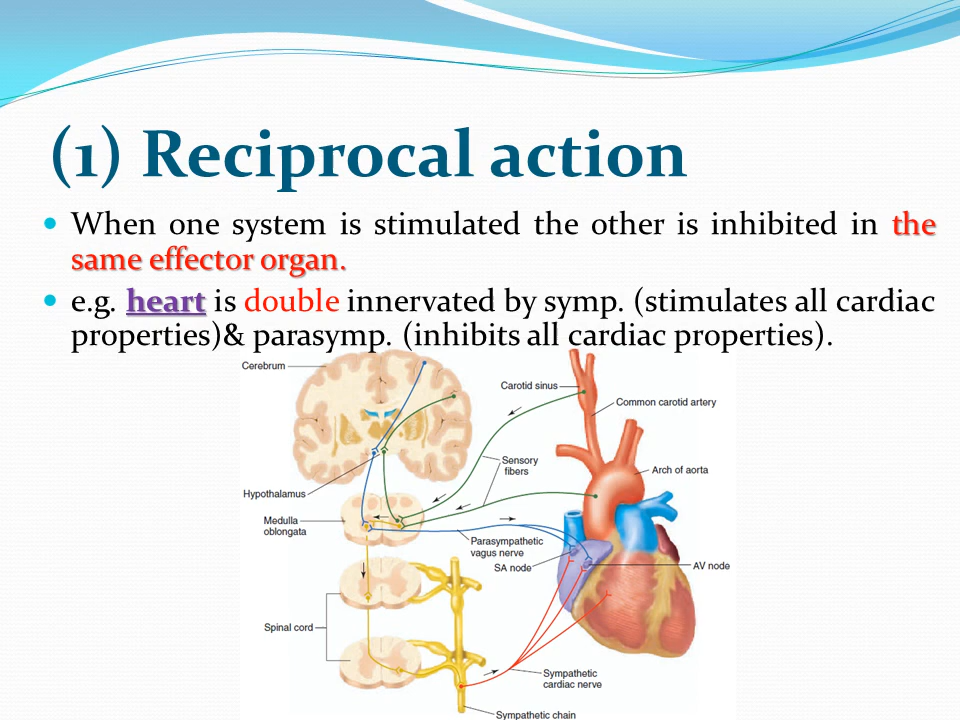 (1) Reciprocal action
When one system is stimulated the other is inhibited in the
same effector organ.
e.g. heart is double innervated by symp. (stimulates all cardiac
properties)& parasymp. (inhibits all cardiac properties).
Cerebrum
Carotid sinus
Common carotid artery
Sensory
fibers
Arch of aorta
Hypothalamus
Medulla
oblongata
Parasympathetic
vagus nerve
SA node
AV node
Spinal cord
Sympathetic
cardiac nerve
Sympathetic chain